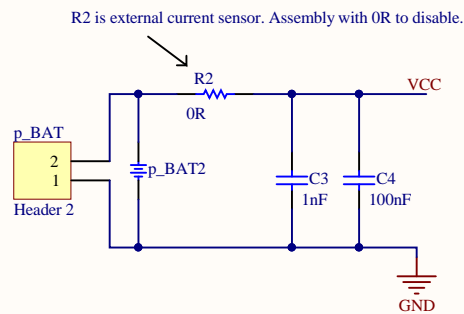 R2 is external current sensor. Assembly with 0R to disable.
R2
0R
VCC
p_BAT
2
1
Header 2
p_BAT2
C3
1nF
C4
100nF
GND